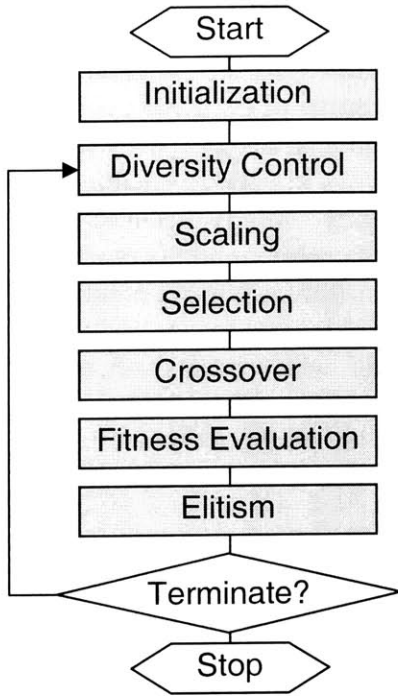 Start
Initialization
Diversity Control
Scaling
Selection
Crossover
Fitness Evaluation
Elitism
Terminate?
Stop